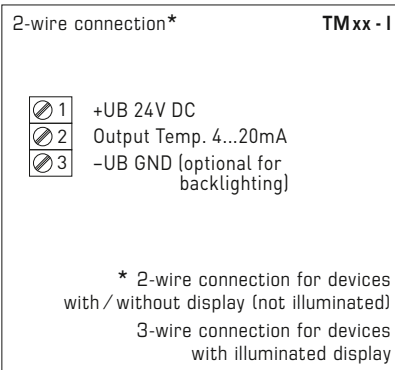 2-wire connection* TMxx - I
1 +UB 24V DC
2 Output Temp. 4...20mA
3 –UB GND (optional for
backlighting)
* 2-wire connection for devices
with / without display (not illuminated)
3-wire connection for devices
with illuminated display